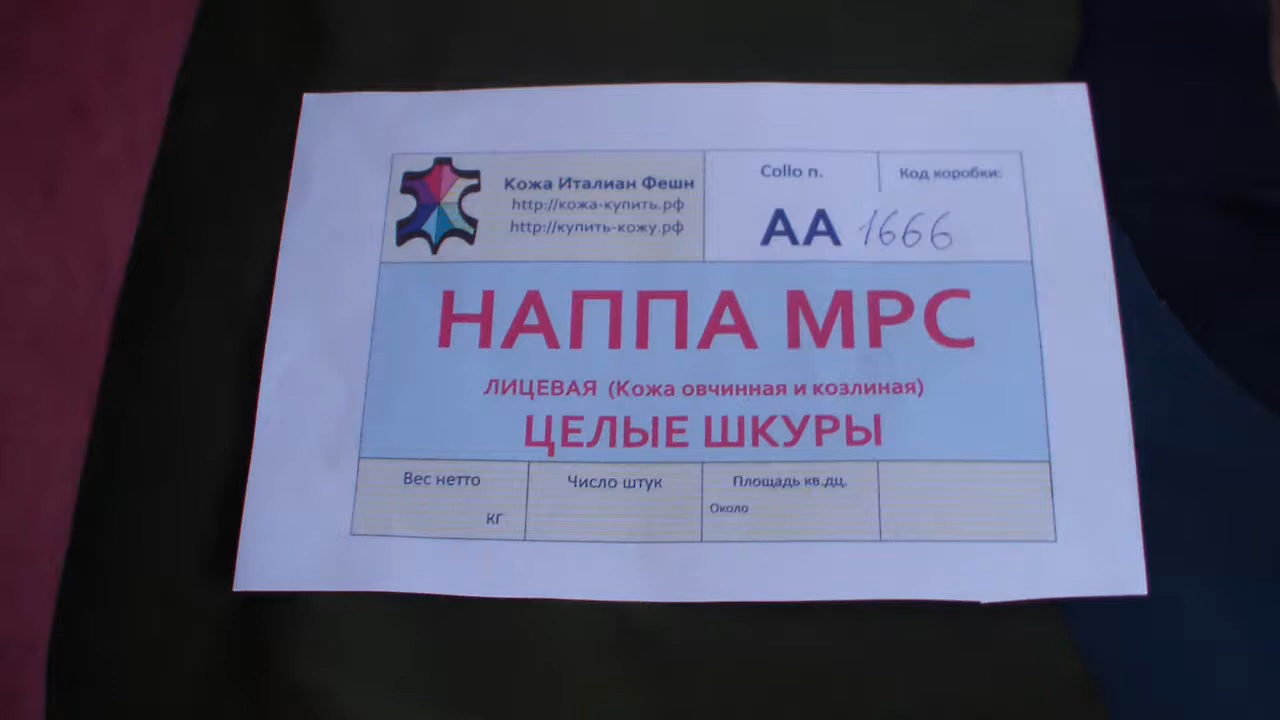 Кожа Италиан Фешн
http://кожа-купить.рф
http://купить-кожу.рф
Collo n.
Код коробки:
АА 1666
НАППА МРС
ЛИЦЕВАЯ (Кожа овчинная и козлиная)
ЦЕЛЫЕ ШКУРЫ
Вес нетто
кг
Число штук
Площадь кв.дц.
Около